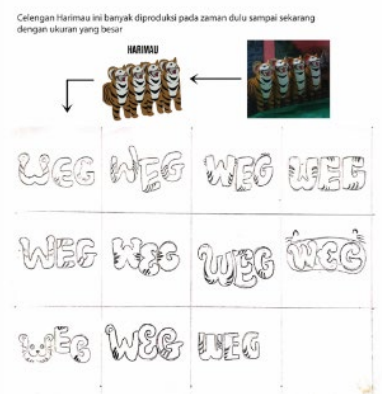 Celengan Harimau ini banyak diproduksi pada zaman dulu sampai sekarang
dengan ukuran yang besar
HARIMAU
WEG WEG WEG WEG
WEG WEG WEG WEG
WEG WEG WEG